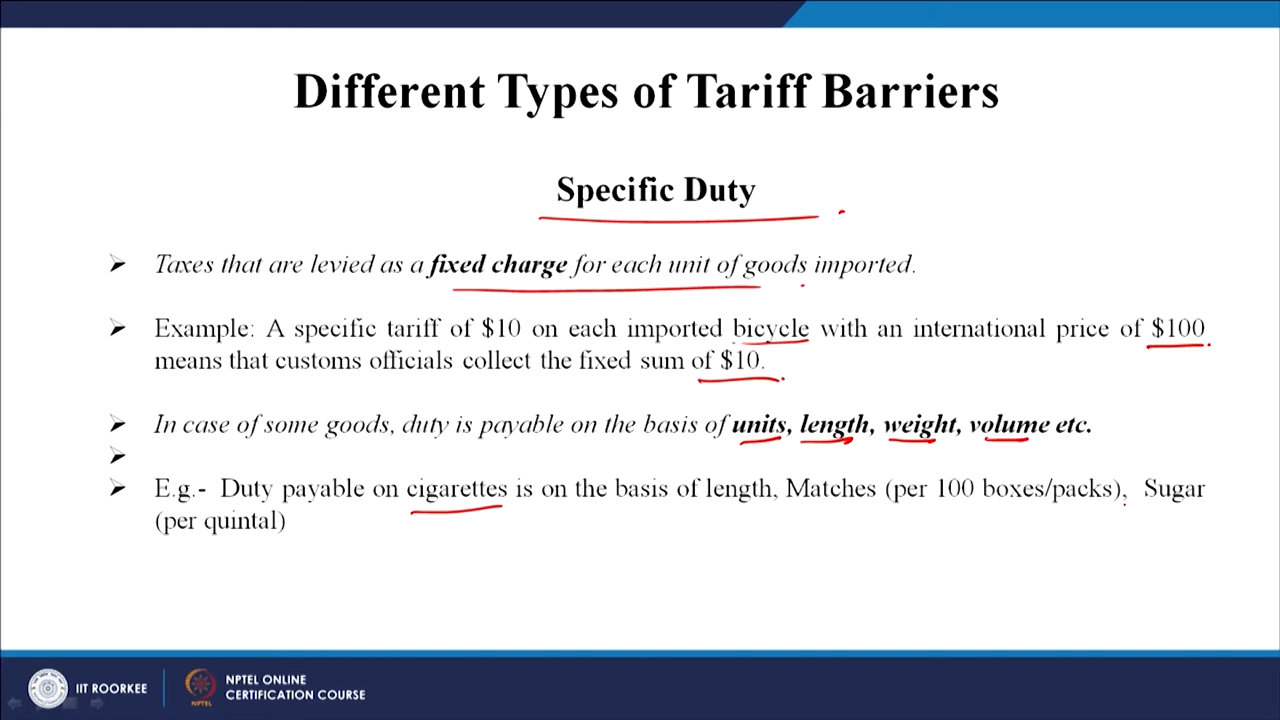 Different Types of Tariff Barriers
Specific Duty
➢ Taxes that are levied as a fixed charge for each unit of goods imported.
➢ Example: A specific tariff of $10 on each imported bicycle with an international price of $100
means that customs officials collect the fixed sum of $10.
➢ In case of some goods, duty is payable on the basis of units, length, weight, volume etc.
➢
➢ E.g.- Duty payable on cigarettes is on the basis of length, Matches (per 100 boxes/packs), Sugar
(per quintal)
IIT ROORKEE
NPTEL
NPTEL ONLINE
CERTIFICATION COURSE